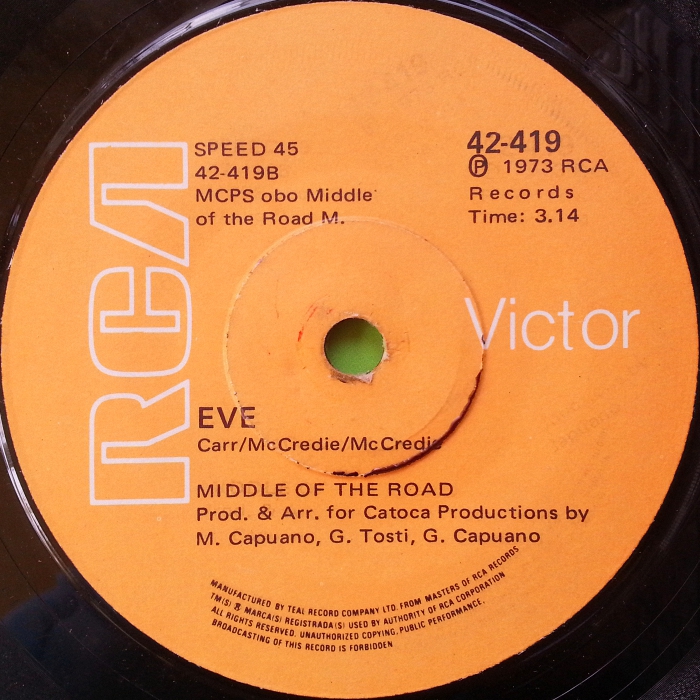 RCA
SPEED 45
42-419B
MCPS obo Middle
of the Road M.
42-419
Ⓟ 1973 RCA
Records
Time: 3.14
Victor
EVE
Carr/McCredie/McCredie
MIDDLE OF THE ROAD
Prod. & Arr. for Catoca Productions by
M. Capuano, G. Tosti, G. Capuano
MANUFACTURED BY TEAL RECORD COMPANY LTD. FROM MASTERS OF RCA RECORDS
TM(S) ® MARCA(S) REGISTRADA(S) USED BY AUTHORITY OF RCA CORPORATION
ALL RIGHTS RESERVED. UNAUTHORIZED COPYING, PUBLIC PERFORMANCE,
BROADCASTING OF THIS RECORD IS FORBIDDEN